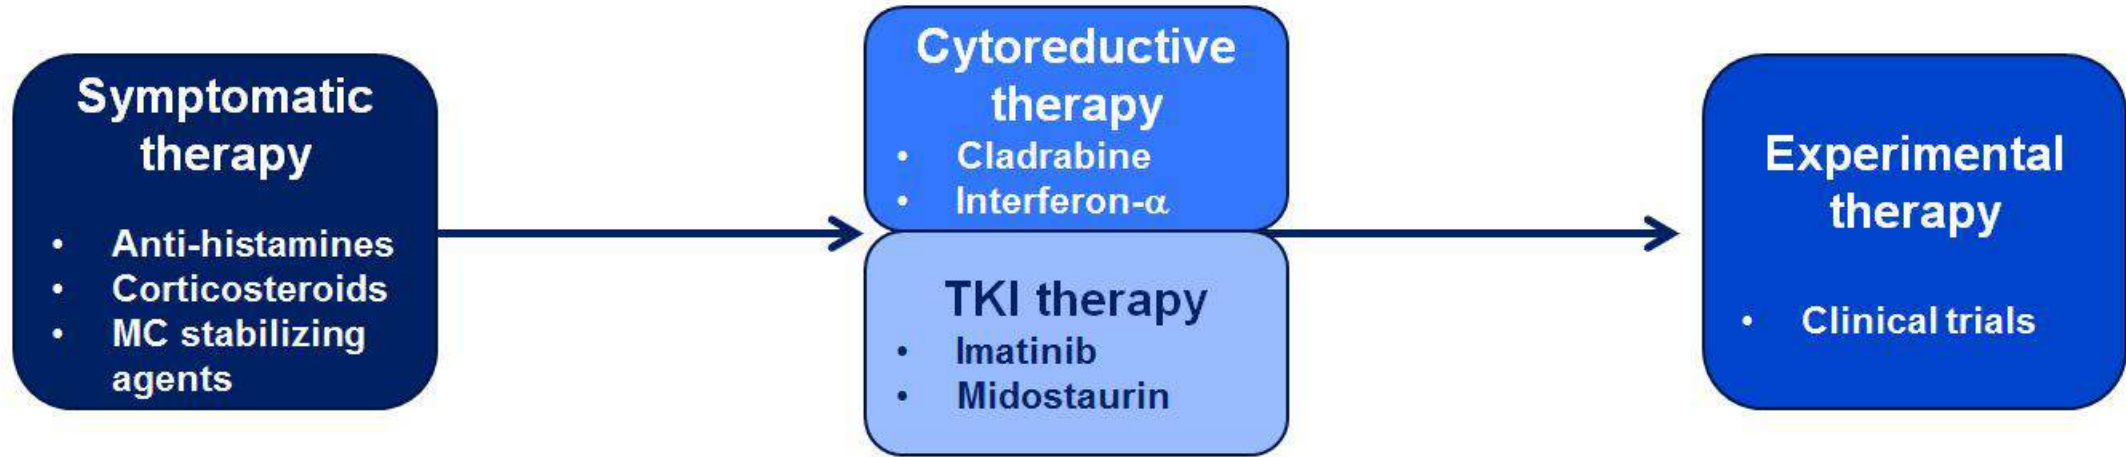 Symptomatic
therapy
• Anti-histamines
• Corticosteroids
• MC stabilizing
agents
Cytoreductive
therapy
• Cladrabine
• Interferon-α
TKI therapy
• Imatinib
• Midostaurin
Experimental
therapy
• Clinical trials